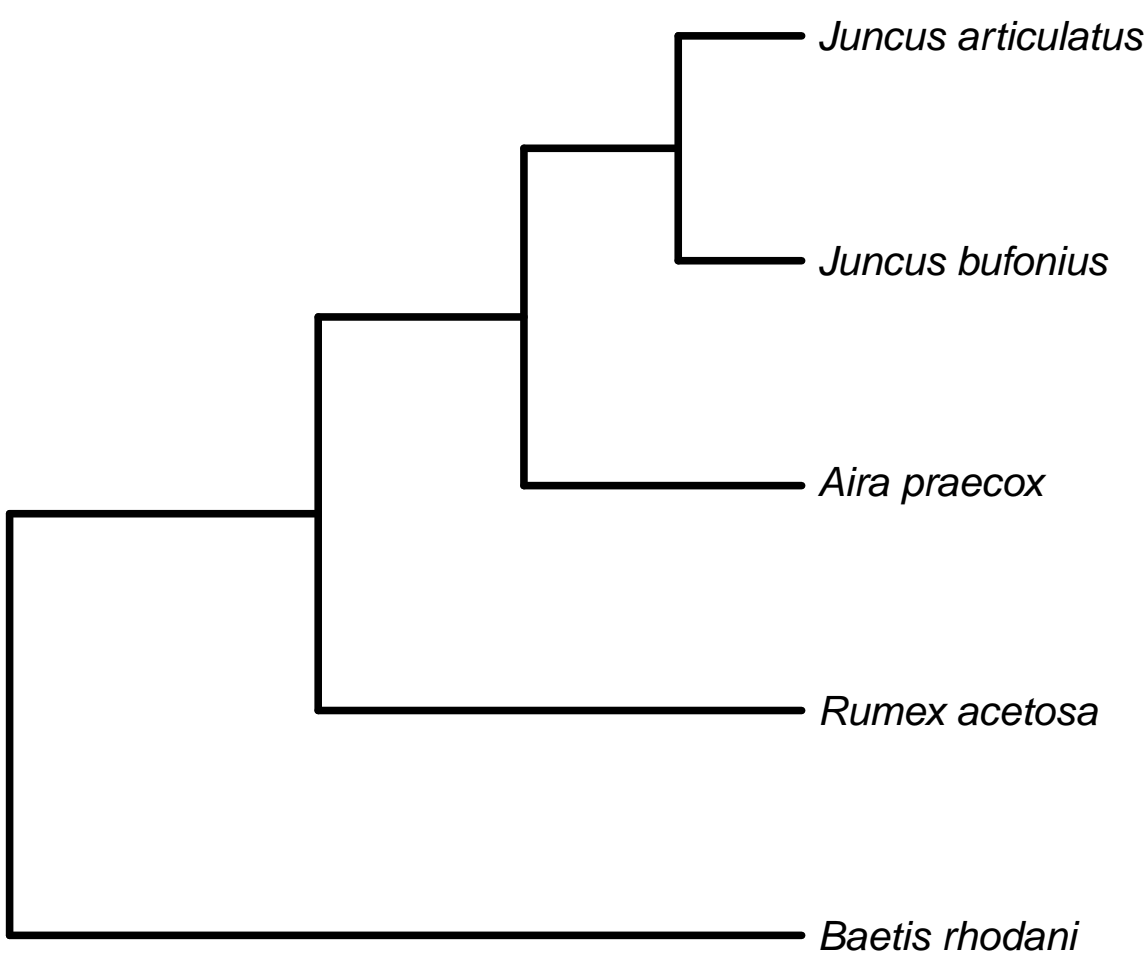 Juncus articulatus
Juncus bufonius
Aira praecox
Rumex acetosa
Baetis rhodani